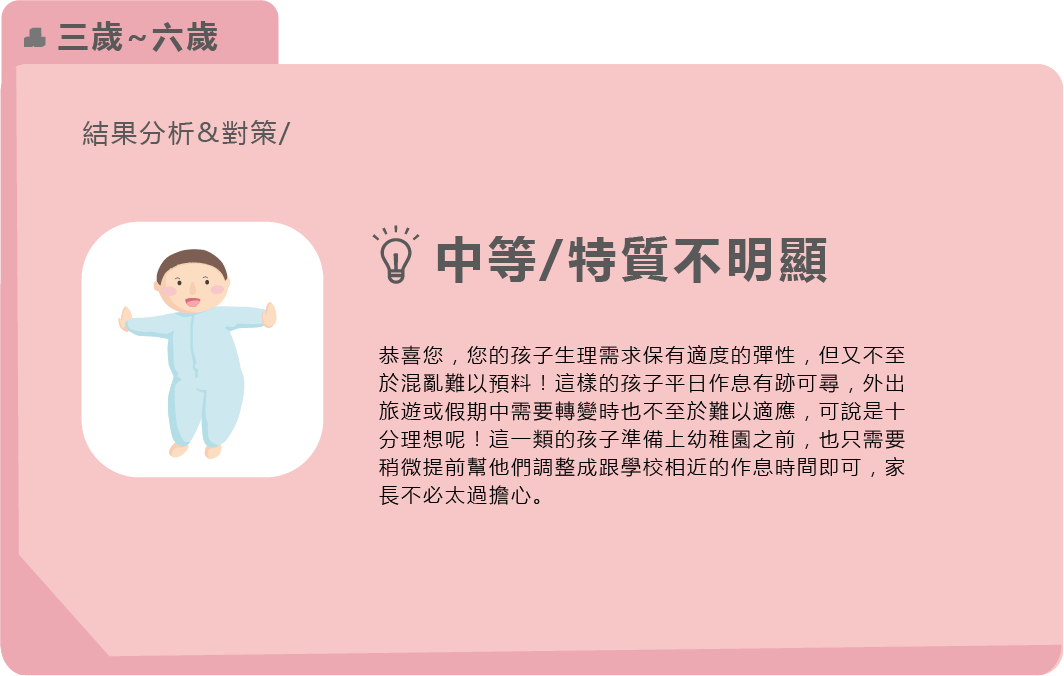 三歲~六歲
結果分析&對策/
中等/特質不明顯
恭喜您，您的孩子生理需求保有適度的彈性，但又不至
於混亂難以預料！這樣的孩子平日作息有跡可尋，外出
旅遊或假期中需要轉變時也不至於難以適應，可說是十
分理想呢！這一類的孩子準備上幼稚園之前，也只需要
稍微提前幫他們調整成跟學校相近的作息時間即可，家
長不必太過擔心。